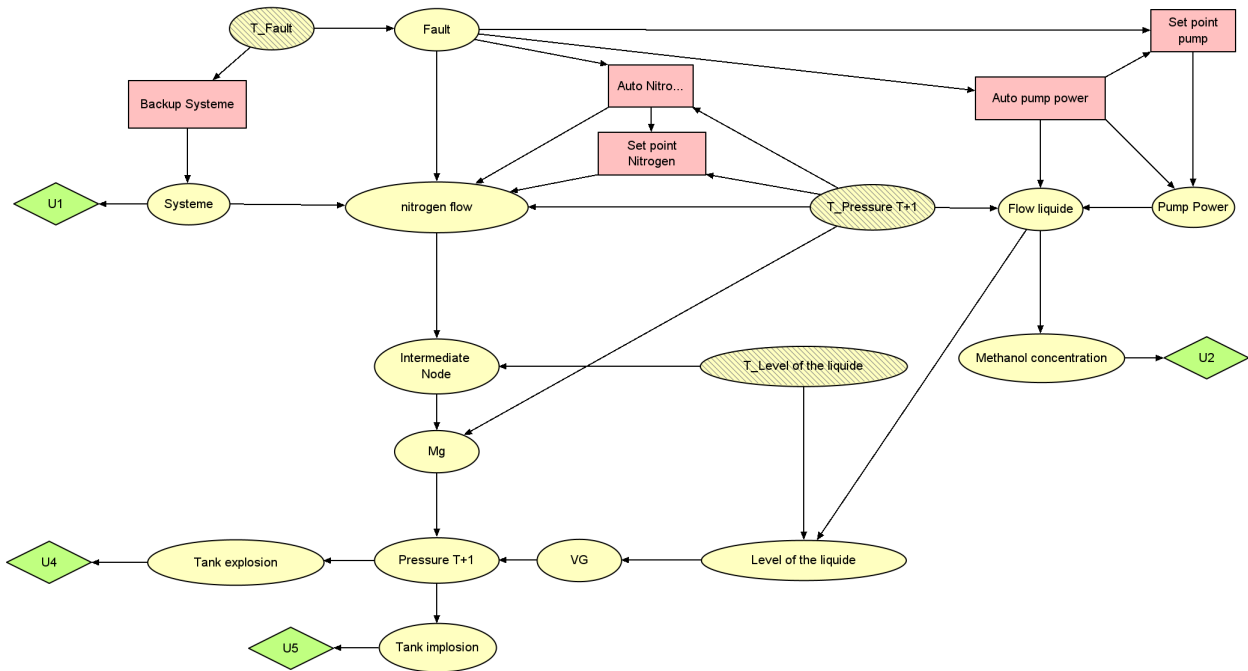 T_Fault
Fault
Set point
pump
Backup Systeme
Auto Nitro...
Auto pump power
Set point
Nitrogen
U1
Systeme
nitrogen flow
T_Pressure T+1
Flow liquide
Pump Power
Intermediate
Node
T_Level of the liquide
Methanol concentration
U2
Mg
U4
Tank explosion
Pressure T+1
VG
Level of the liquide
U5
Tank implosion